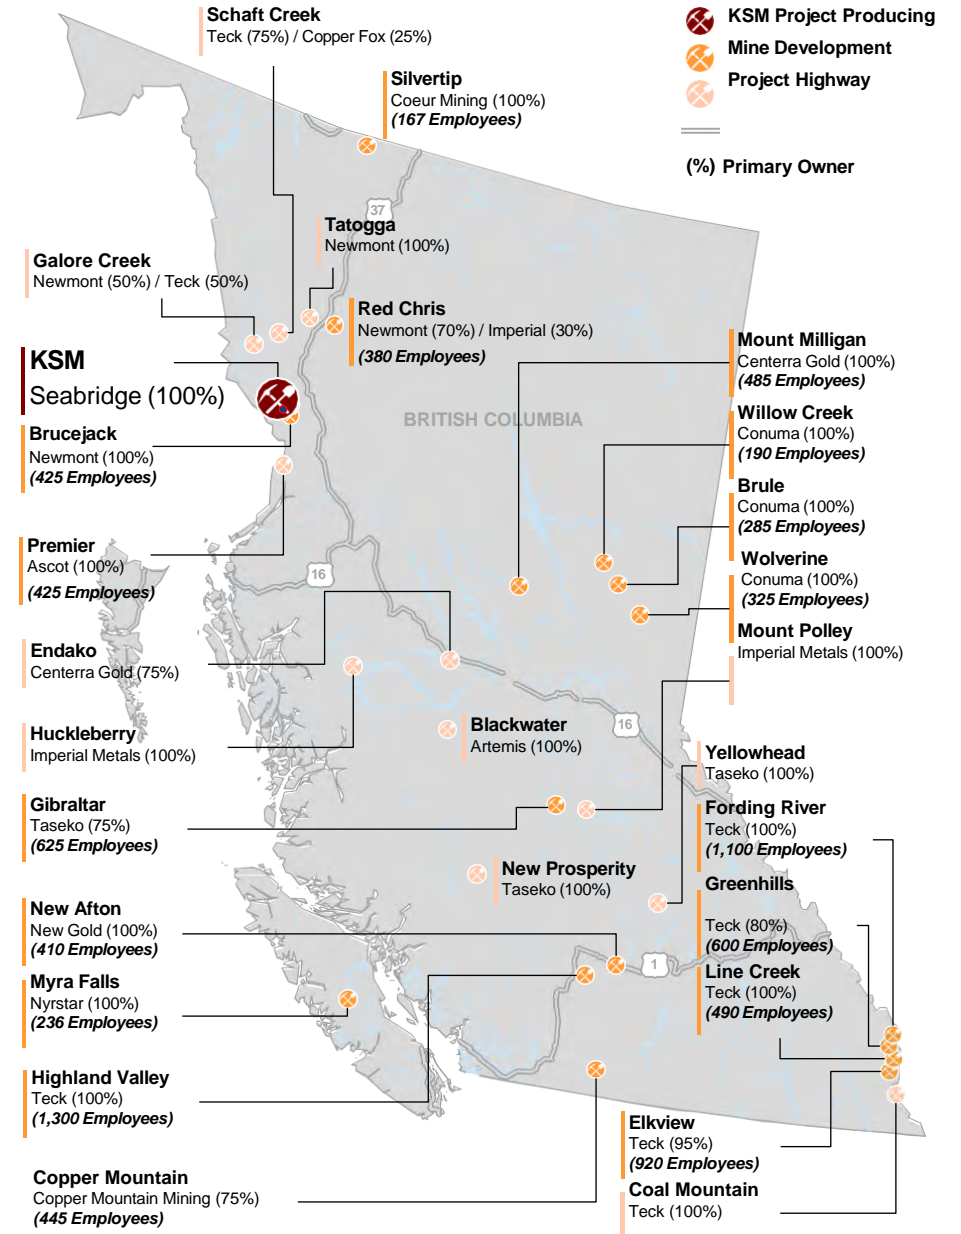 Schaft Creek
Teck (75%) / Copper Fox (25%)
KSM Project Producing
Mine Development
Project Highway
(%) Primary Owner
Silvertip
Coeur Mining (100%)
(167 Employees)
37
Tatogga
Newmont (100%)
Galore Creek
Newmont (50%) / Teck (50%)
Red Chris
Newmont (70%) / Imperial (30%)
(380 Employees)
KSM
Seabridge (100%)
BRITISH COLUMBIA
Mount Milligan
Centerra Gold (100%)
(485 Employees)
Willow Creek
Conuma (100%)
(190 Employees)
Brucejack
Newmont (100%)
(425 Employees)
Brule
Conuma (100%)
(285 Employees)
Premier
Ascot (100%)
(425 Employees)
16
Wolverine
Conuma (100%)
(325 Employees)
Mount Polley
Imperial Metals (100%)
Endako
Centerra Gold (75%)
Huckleberry
Imperial Metals (100%)
Blackwater
Artemis (100%)
16
Yellowhead
Taseko (100%)
Gibraltar
Taseko (75%)
(625 Employees)
Fording River
Teck (100%)
(1,100 Employees)
New Prosperity
Taseko (100%)
Greenhills
Teck (80%)
(600 Employees)
New Afton
New Gold (100%)
(410 Employees)
1
Line Creek
Teck (100%)
(490 Employees)
Myra Falls
Nyrstar (100%)
(236 Employees)
Highland Valley
Teck (100%)
(1,300 Employees)
Elkview
Teck (95%)
(920 Employees)
Copper Mountain
Copper Mountain Mining (75%)
(445 Employees)
Coal Mountain
Teck (100%)